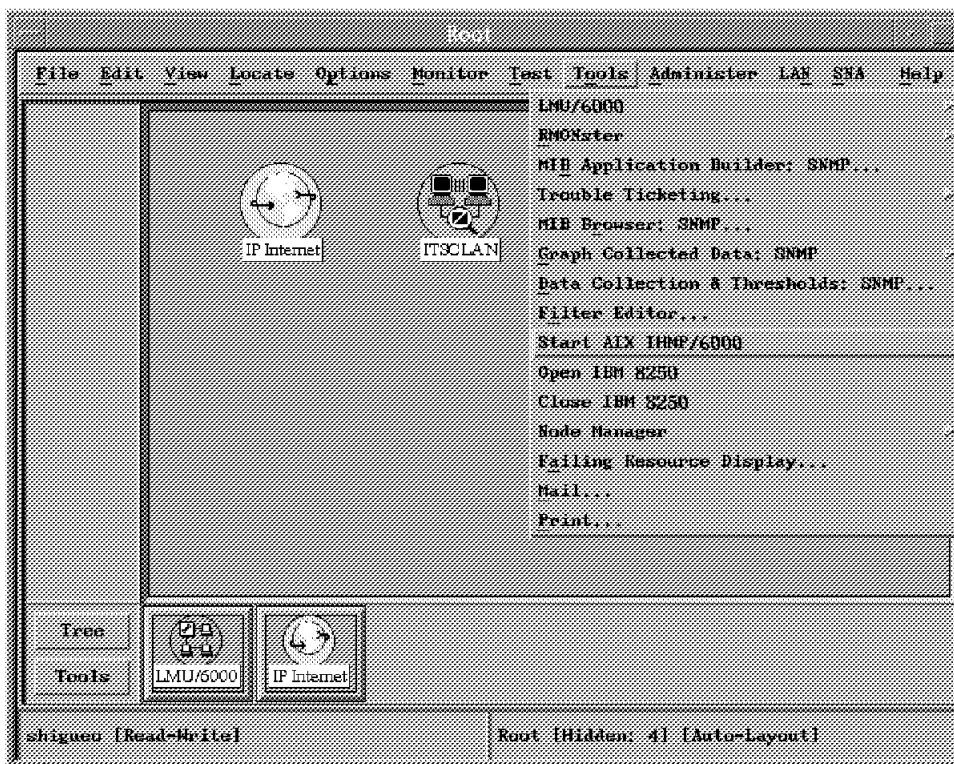 Root
File Edit View Locate Options Monitor Test Tools Administer LAN SNA Help
LMU/6000
RMONster
MIB Application Builder: SNMP...
Trouble Ticketing...
MIB Browser: SNMP...
Graph Collected Data: SNMP
Data Collection & Thresholds: SNMP...
Filter Editor...
Start AIX IHMP/6000
Open IBM 8250
Close IBM 8250
Node Manager
Failing Resource Display...
Mail...
Print...
IP Internet
ITSCLAN
Tree
Tools
LMU/6000
IP Internet
shigueo [Read-Write]
Root [Hidden: 4] [Auto-Layout]